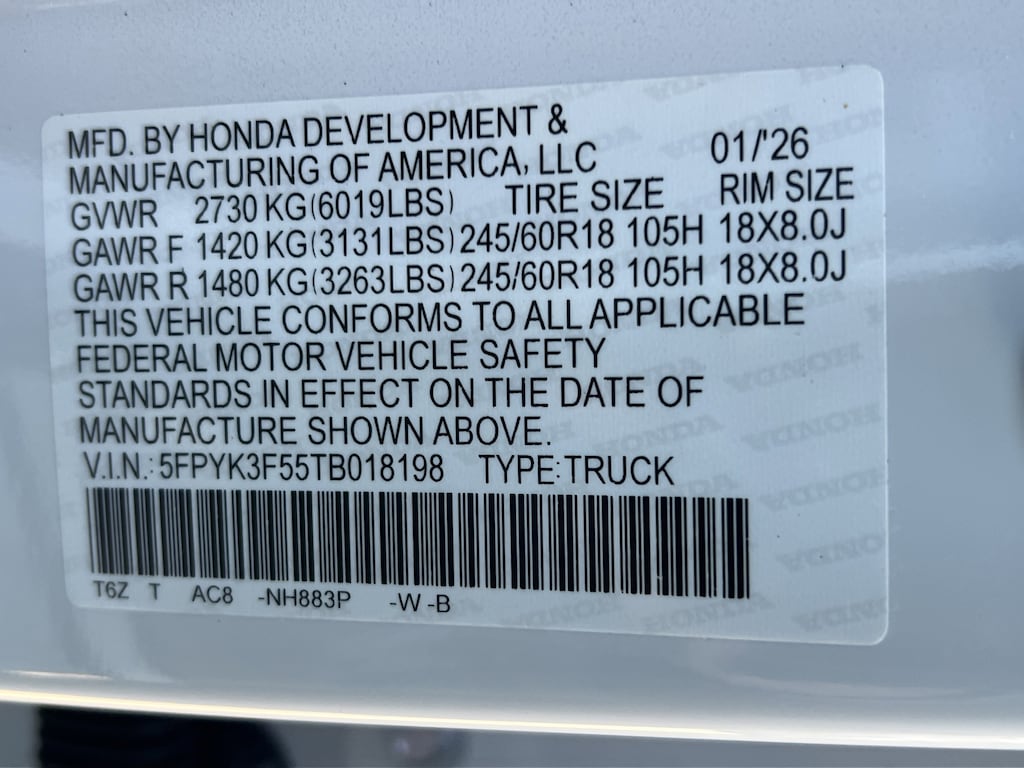 MFD. BY HONDA DEVELOPMENT &
MANUFACTURING OF AMERICA, LLC 01/'26
GVWR 2730 KG(6019LBS) TIRE SIZE RIM SIZE
GAWR F 1420 KG(3131LBS) 245/60R18 105H 18X8.0J
GAWR R 1480 KG(3263LBS) 245/60R18 105H 18X8.0J
THIS VEHICLE CONFORMS TO ALL APPLICABLE
FEDERAL MOTOR VEHICLE SAFETY
STANDARDS IN EFFECT ON THE DATE OF
MANUFACTURE SHOWN ABOVE.
V.I.N.: 5FPYK3F55TB018198 TYPE: TRUCK
T6Z T AC8 -NH883P -W -B